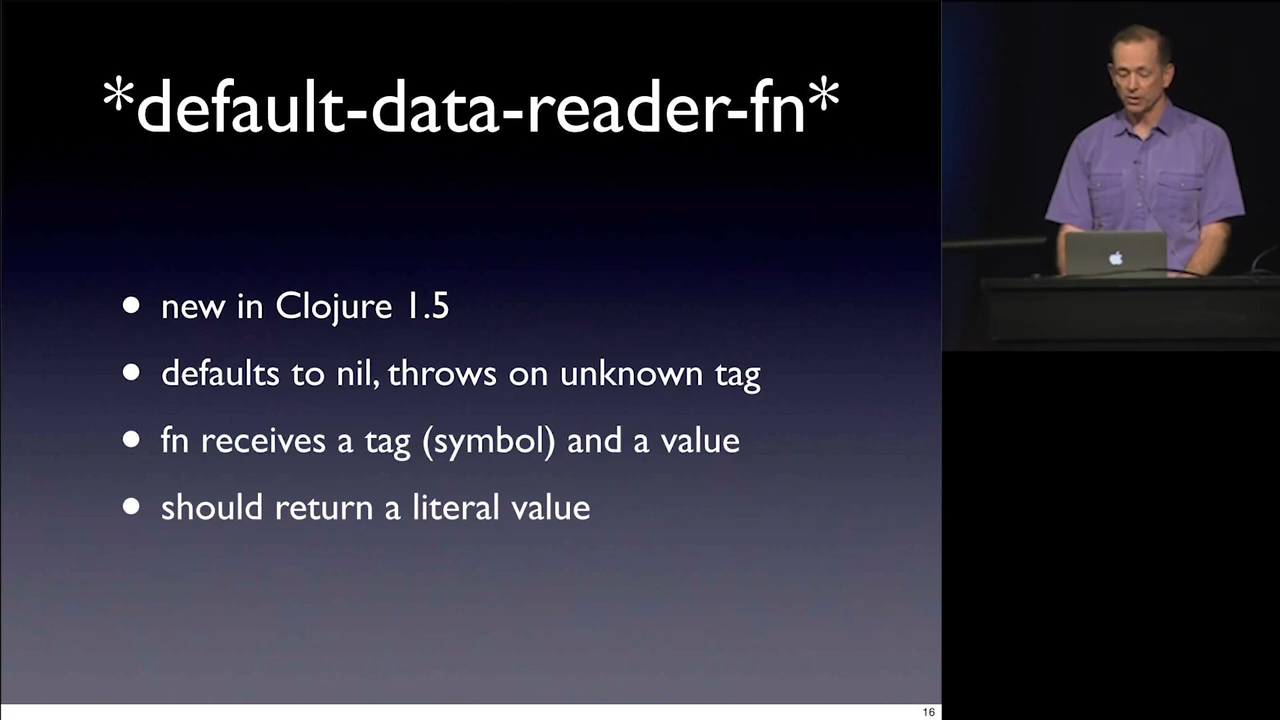 *default-data-reader-fn*
• new in Clojure 1.5
• defaults to nil, throws on unknown tag
• fn receives a tag (symbol) and a value
• should return a literal value
16